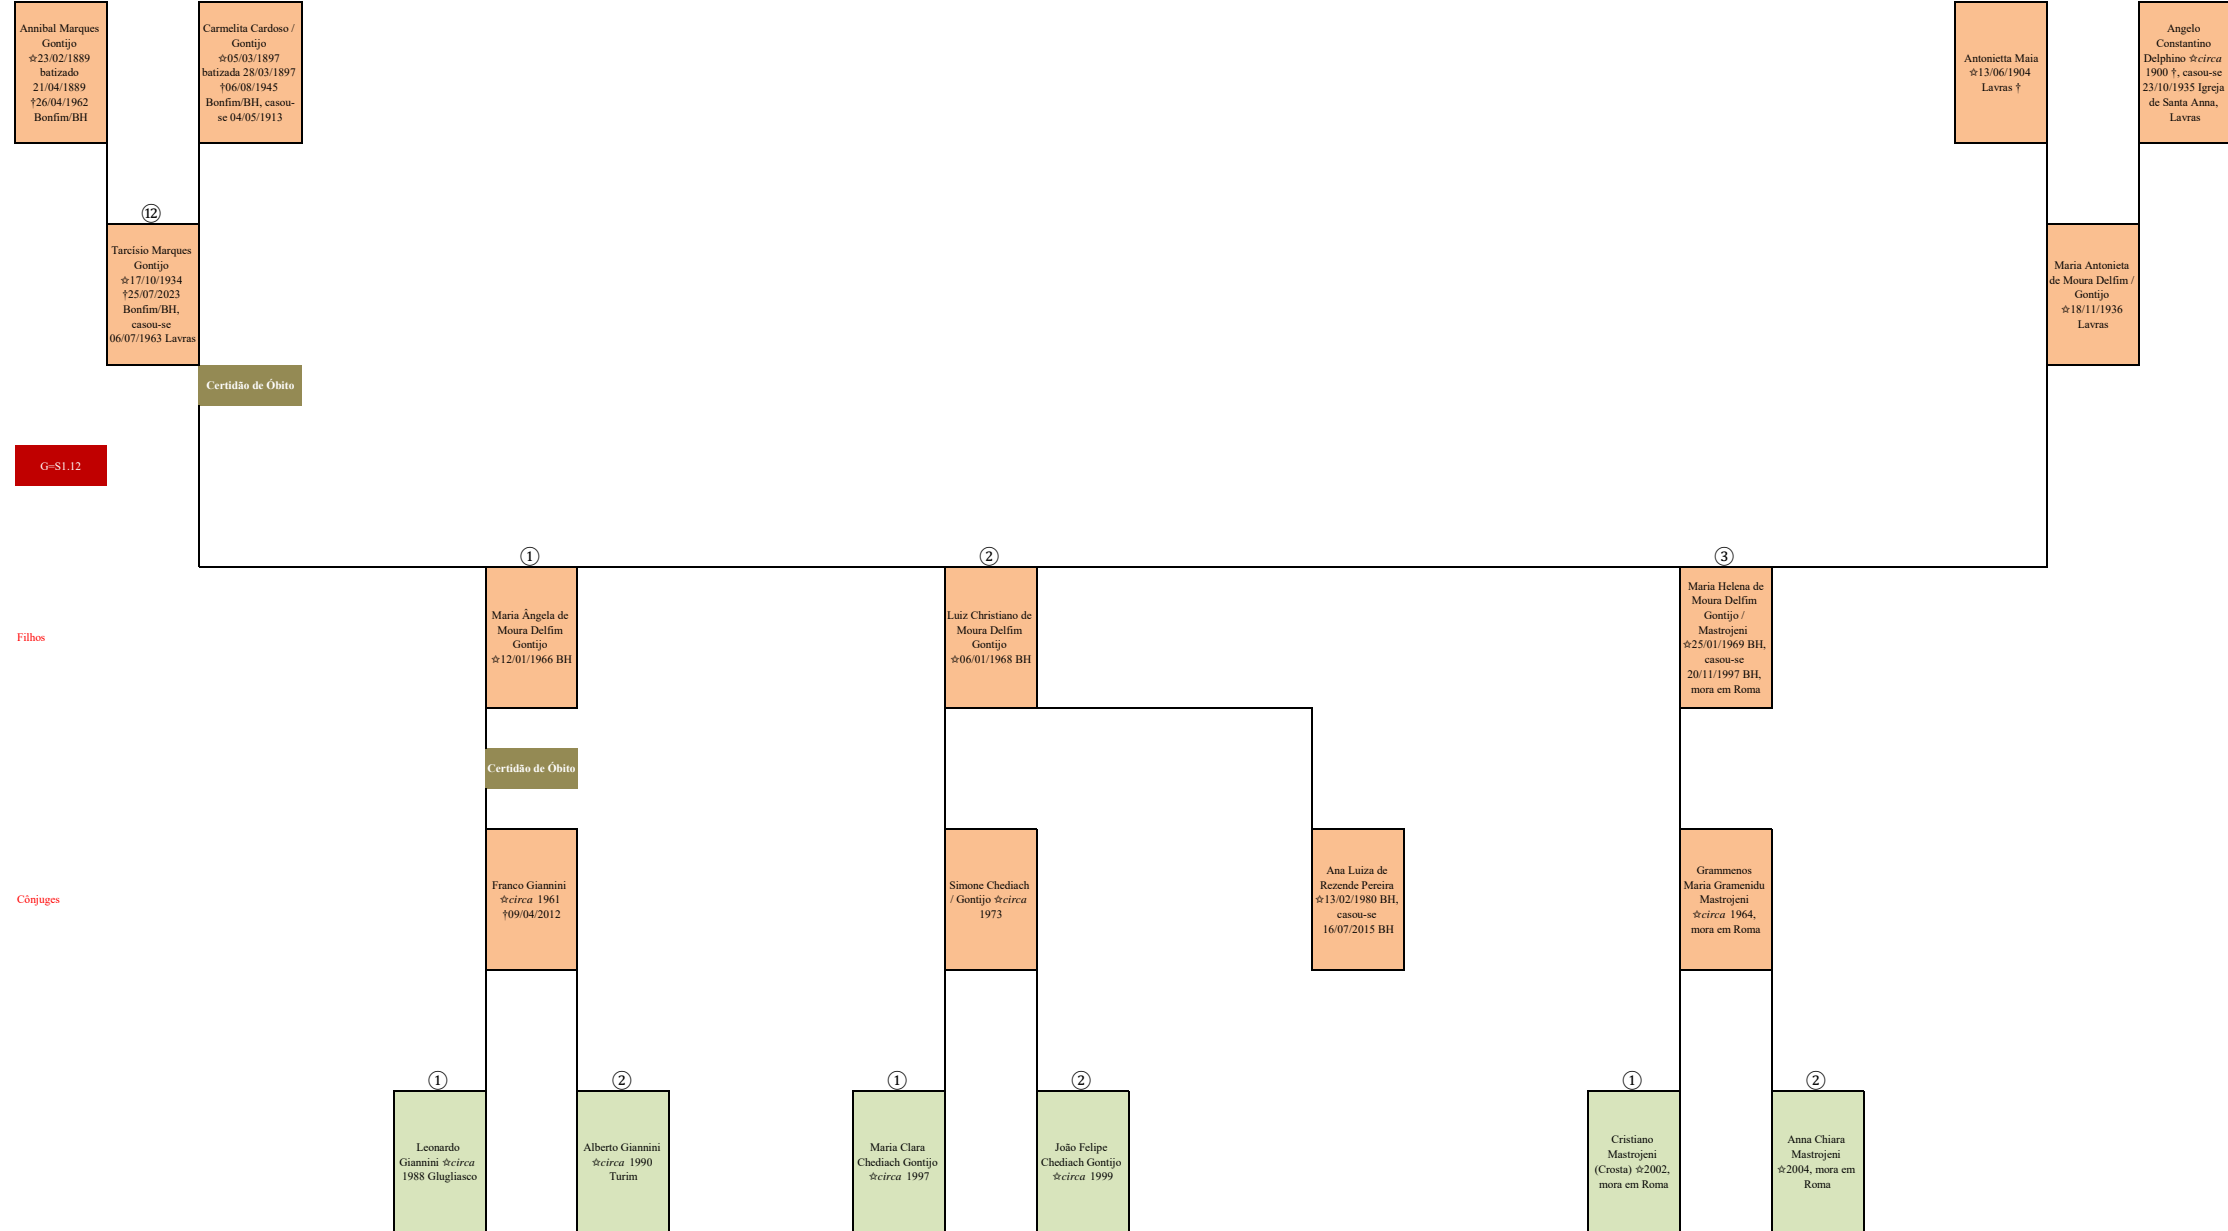 Annibal Marques
Gontijo
☆23/02/1889
batizado
21/04/1889
†26/04/1962
Bonfim/BH
Carmelita Cardoso /
Gontijo
☆05/03/1897
batizada 28/03/1897
†06/08/1945
Bonfim/BH, casou-
se 04/05/1913
Antonietta Maia
☆13/06/1904
Lavras †
Angelo
Constantino
Delphino ☆circa
1900 †, casou-se
23/10/1935 Igreja
de Santa Anna,
Lavras
⑫
Tarcísio Marques
Gontijo
☆17/10/1934
†25/07/2023
Bonfim/BH,
casou-se
06/07/1963 Lavras
Maria Antonieta
de Moura Delfim /
Gontijo
☆18/11/1936
Lavras
Certidão de Óbito
G=S1.12
①
②
③
Filhos
Maria Ângela de
Moura Delfim
Gontijo
☆12/01/1966 BH
Luiz Christiano de
Moura Delfim
Gontijo
☆06/01/1968 BH
Maria Helena de
Moura Delfim
Gontijo /
Mastrojeni
☆25/01/1969 BH,
casou-se
20/11/1997 BH,
mora em Roma
Certidão de Óbito
Cônjuges
Franco Giannini
☆circa 1961
†09/04/2012
Simone Chediach
/ Gontijo ☆circa
1973
Ana Luiza de
Rezende Pereira
☆13/02/1980 BH,
casou-se
16/07/2015 BH
Grammenos
Maria Gramenidu
Mastrojeni
☆circa 1964,
mora em Roma
①
②
①
②
①
②
Leonardo
Giannini ☆circa
1988 Glugliasco
Alberto Giannini
☆circa 1990
Turim
Maria Clara
Chediach Gontijo
☆circa 1997
João Felipe
Chediach Gontijo
☆circa 1999
Cristiano
Mastrojeni
(Crosta) ☆2002,
mora em Roma
Anna Chiara
Mastrojeni
☆2004, mora em
Roma